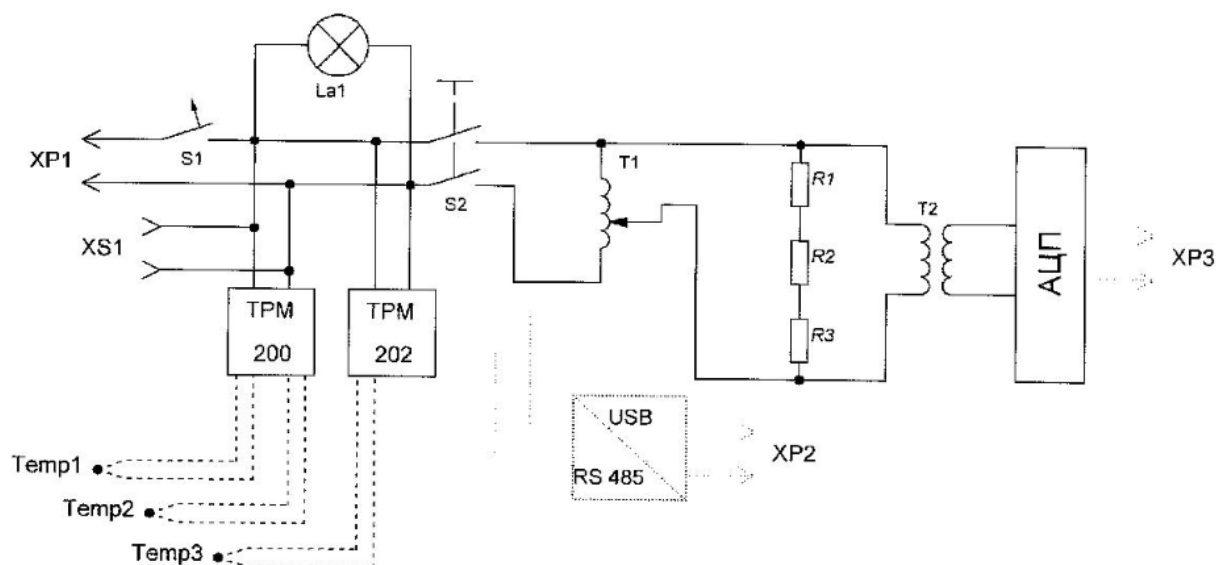 La1
XP1
S1
S2
XS1
T1
R1
R2
R3
T2
АЦП
XP3
ТРМ
200
ТРМ
202
USB
RS 485
XP2
Temp1
Temp2
Temp3